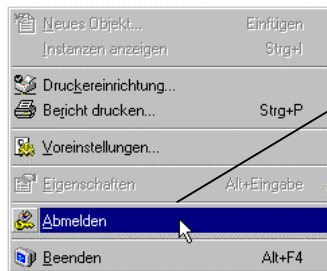 Neues Objekt... Einfügen
Instanzen anzeigen Strg+I
Druckereinrichtung...
Bericht drucken... Strg+P
Voreinstellungen...
Eigenschaften Alt+Eingabe
Abmelden
Beenden Alt+F4